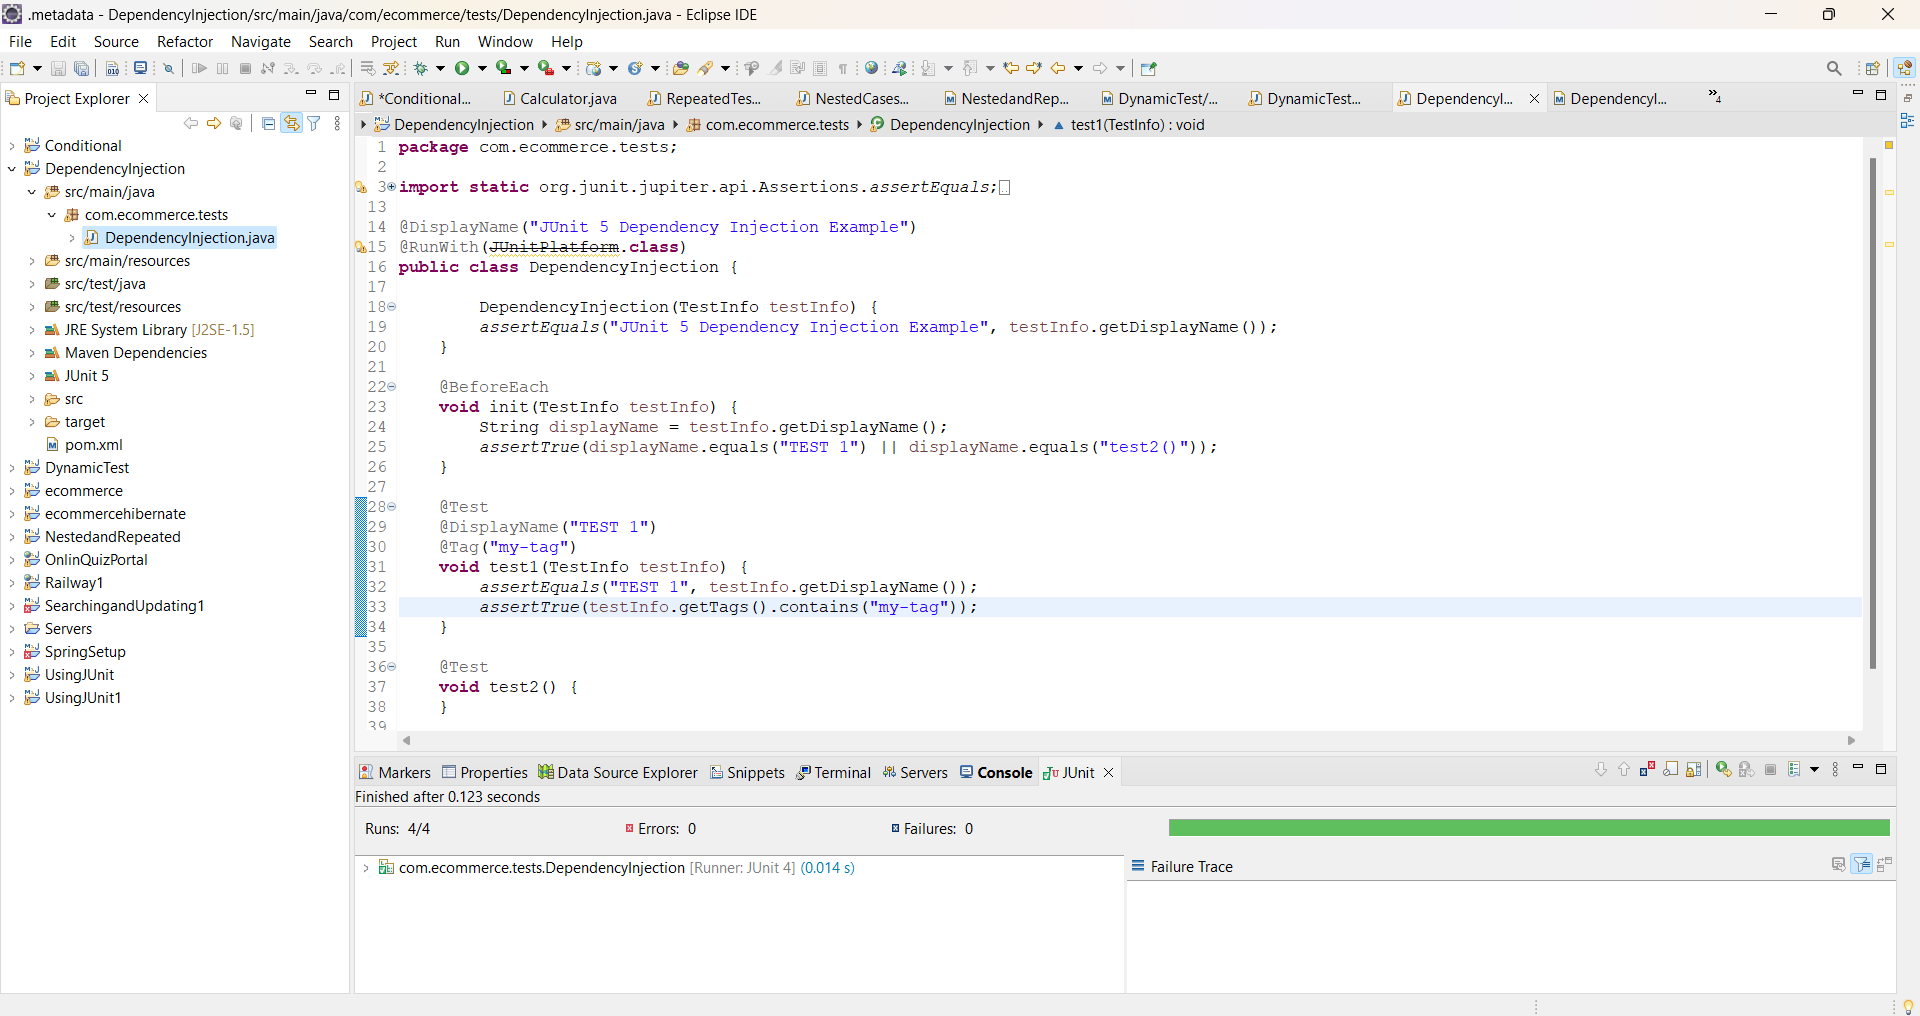 .metadata - DependencyInjection/src/main/java/com/ecommerce/tests/DependencyInjection.java - Eclipse IDE
File Edit Source Refactor Navigate Search Project Run Window Help
Project Explorer
Conditional
DependencyInjection
src/main/java
com.ecommerce.tests
DependencyInjection.java
src/main/resources
src/test/java
src/test/resources
JRE System Library [J2SE-1.5]
Maven Dependencies
JUnit 5
src
target
pom.xml
DynamicTest
ecommerce
ecommercehibernate
NestedandRepeated
OnlinQuizPortal
Railway1
SearchingandUpdating1
Servers
SpringSetup
UsingJUnit
UsingJUnit1
*Conditional... Calculator.java RepeatedTes... NestedCases... NestedandRep... DynamicTest/... DynamicTest... DependencyI... DependencyI... »4
DependencyInjection src/main/java com.ecommerce.tests DependencyInjection test1(TestInfo) : void
1 package com.ecommerce.tests;
2
3 import static org.junit.jupiter.api.Assertions.assertEquals;
13
14 @DisplayName("JUnit 5 Dependency Injection Example")
15 @RunWith(JUnitPlatform.class)
16 public class DependencyInjection {
17
18 DependencyInjection(TestInfo testInfo) {
19 assertEquals("JUnit 5 Dependency Injection Example", testInfo.getDisplayName());
20 }
21
22 @BeforeEach
23 void init(TestInfo testInfo) {
24 String displayName = testInfo.getDisplayName();
25 assertTrue(displayName.equals("TEST 1") || displayName.equals("test2()"));
26 }
27
28 @Test
29 @DisplayName("TEST 1")
30 @Tag("my-tag")
31 void test1(TestInfo testInfo) {
32 assertEquals("TEST 1", testInfo.getDisplayName());
33 assertTrue(testInfo.getTags().contains("my-tag"));
34 }
35
36 @Test
37 void test2() {
38 }
39
Markers Properties Data Source Explorer Snippets Terminal Servers Console JUnit
Finished after 0.123 seconds
Runs: 4/4 Errors: 0 Failures: 0
com.ecommerce.tests.DependencyInjection [Runner: JUnit 4] (0.014 s)
Failure Trace